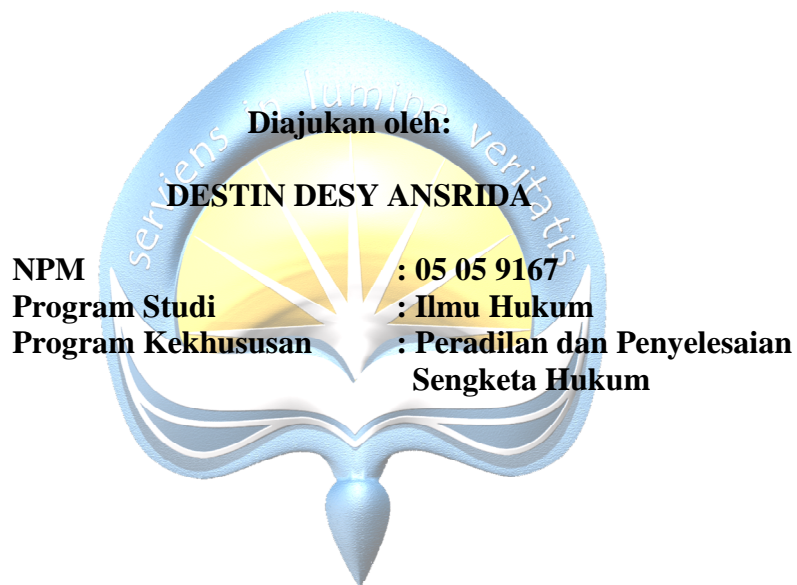 serviens in lumine veritatis
Diajukan oleh:
DESTIN DESY ANSRIDA
NPM : 05 05 9167
Program Studi : Ilmu Hukum
Program Kekhususan : Peradilan dan Penyelesaian
Sengketa Hukum